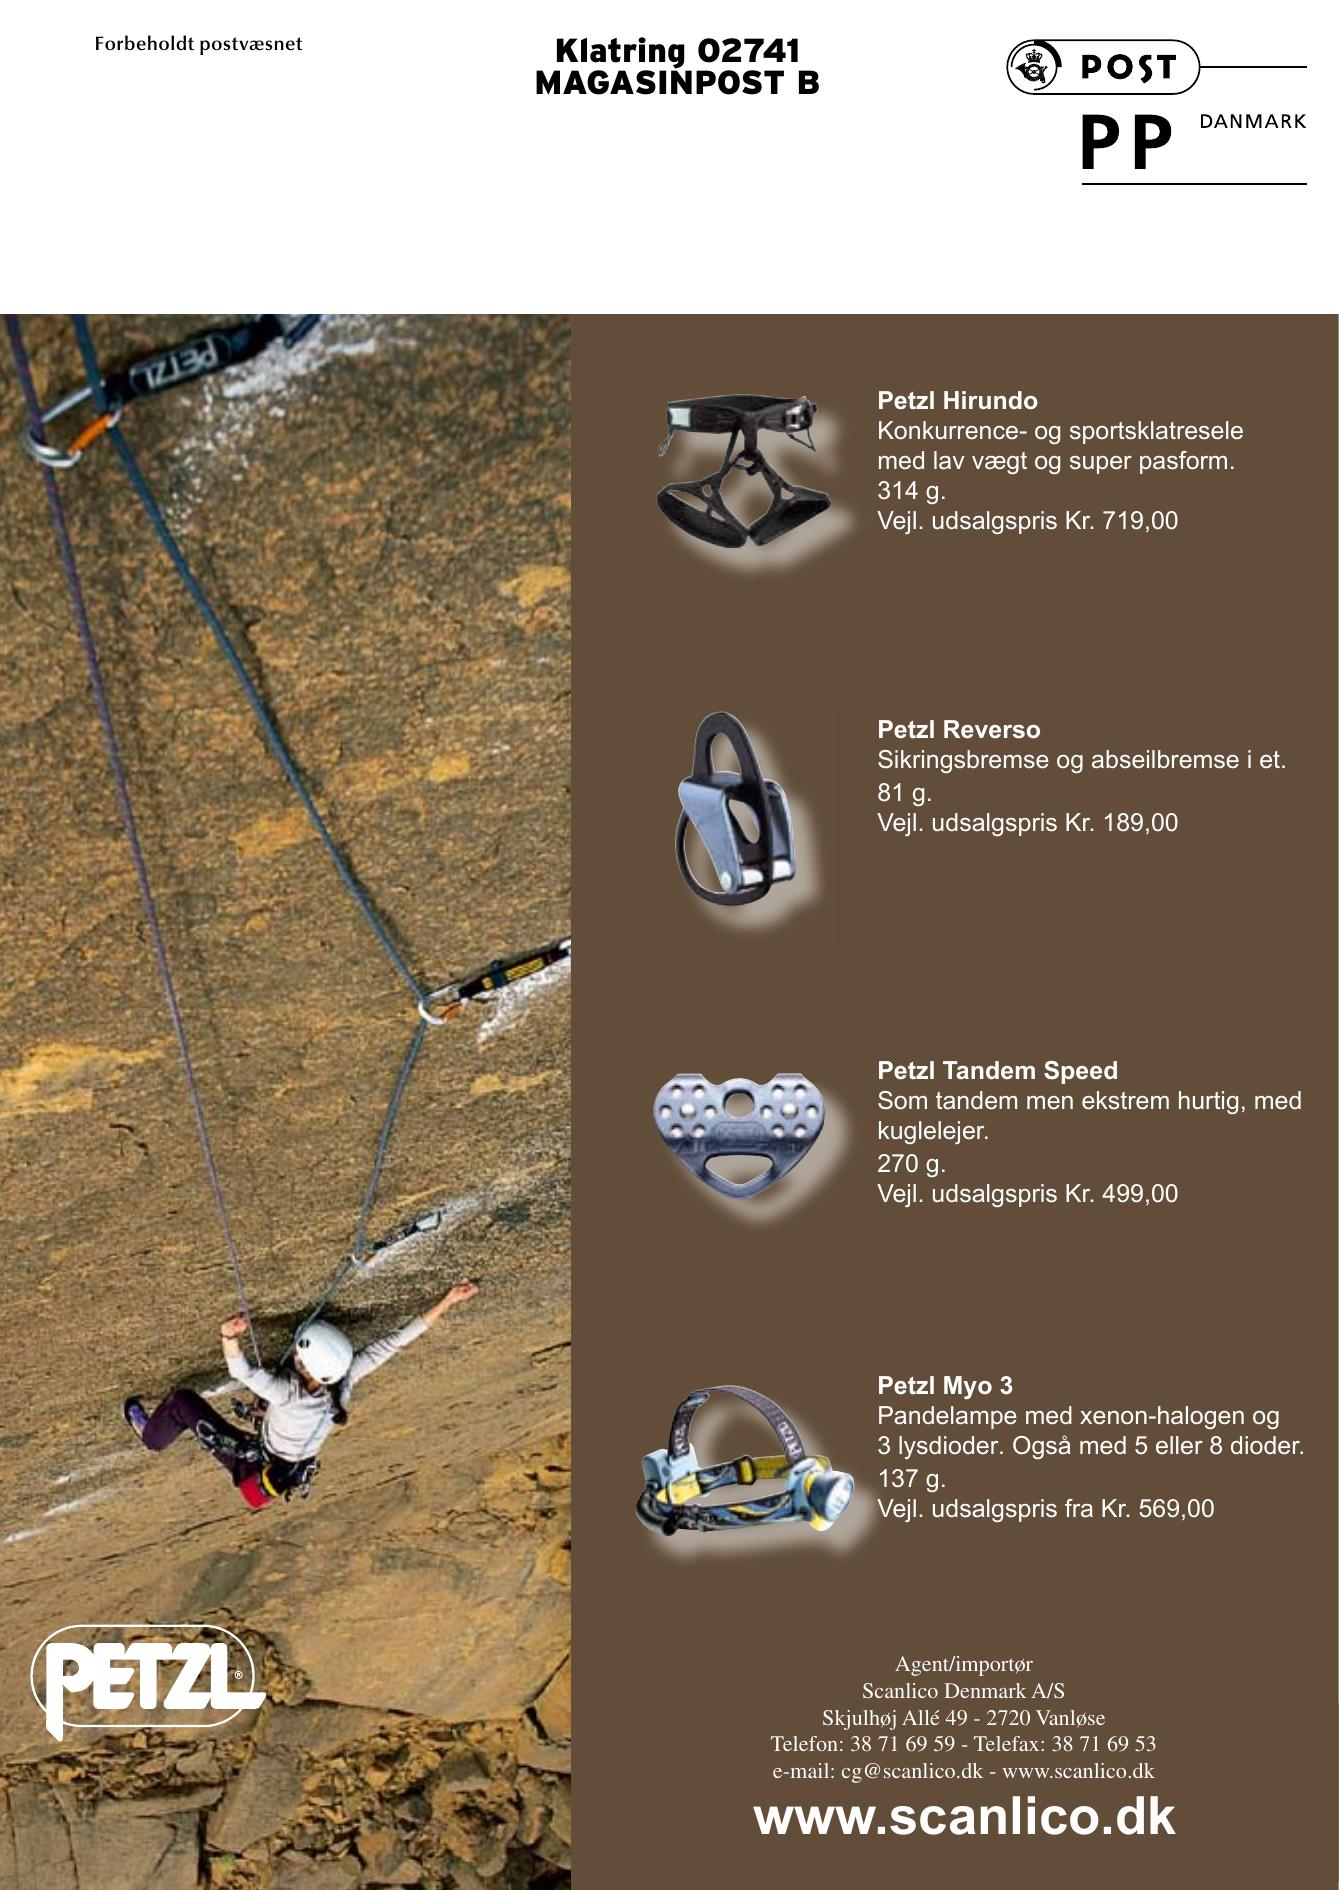 Forbeholdt postvæsnet
Klatring 02741
MAGASINPOST B
POST
PP DANMARK
PETZL
Petzl Hirundo
Konkurrence- og sportsklatresele
med lav vægt og super pasform.
314 g.
Vejl. udsalgspris Kr. 719,00
Petzl Reverso
Sikringsbremse og abseilbremse i et.
81 g.
Vejl. udsalgspris Kr. 189,00
Petzl Tandem Speed
Som tandem men ekstrem hurtig, med
kuglelejer.
270 g.
Vejl. udsalgspris Kr. 499,00
Petzl Myo 3
Pandelampe med xenon-halogen og
3 lysdioder. Også med 5 eller 8 dioder.
137 g.
Vejl. udsalgspris fra Kr. 569,00
PETZL®
Agent/importør
Scanlico Denmark A/S
Skjulhøj Allé 49 - 2720 Vanløse
Telefon: 38 71 69 59 - Telefax: 38 71 69 53
e-mail: cg@scanlico.dk - www.scanlico.dk
www.scanlico.dk